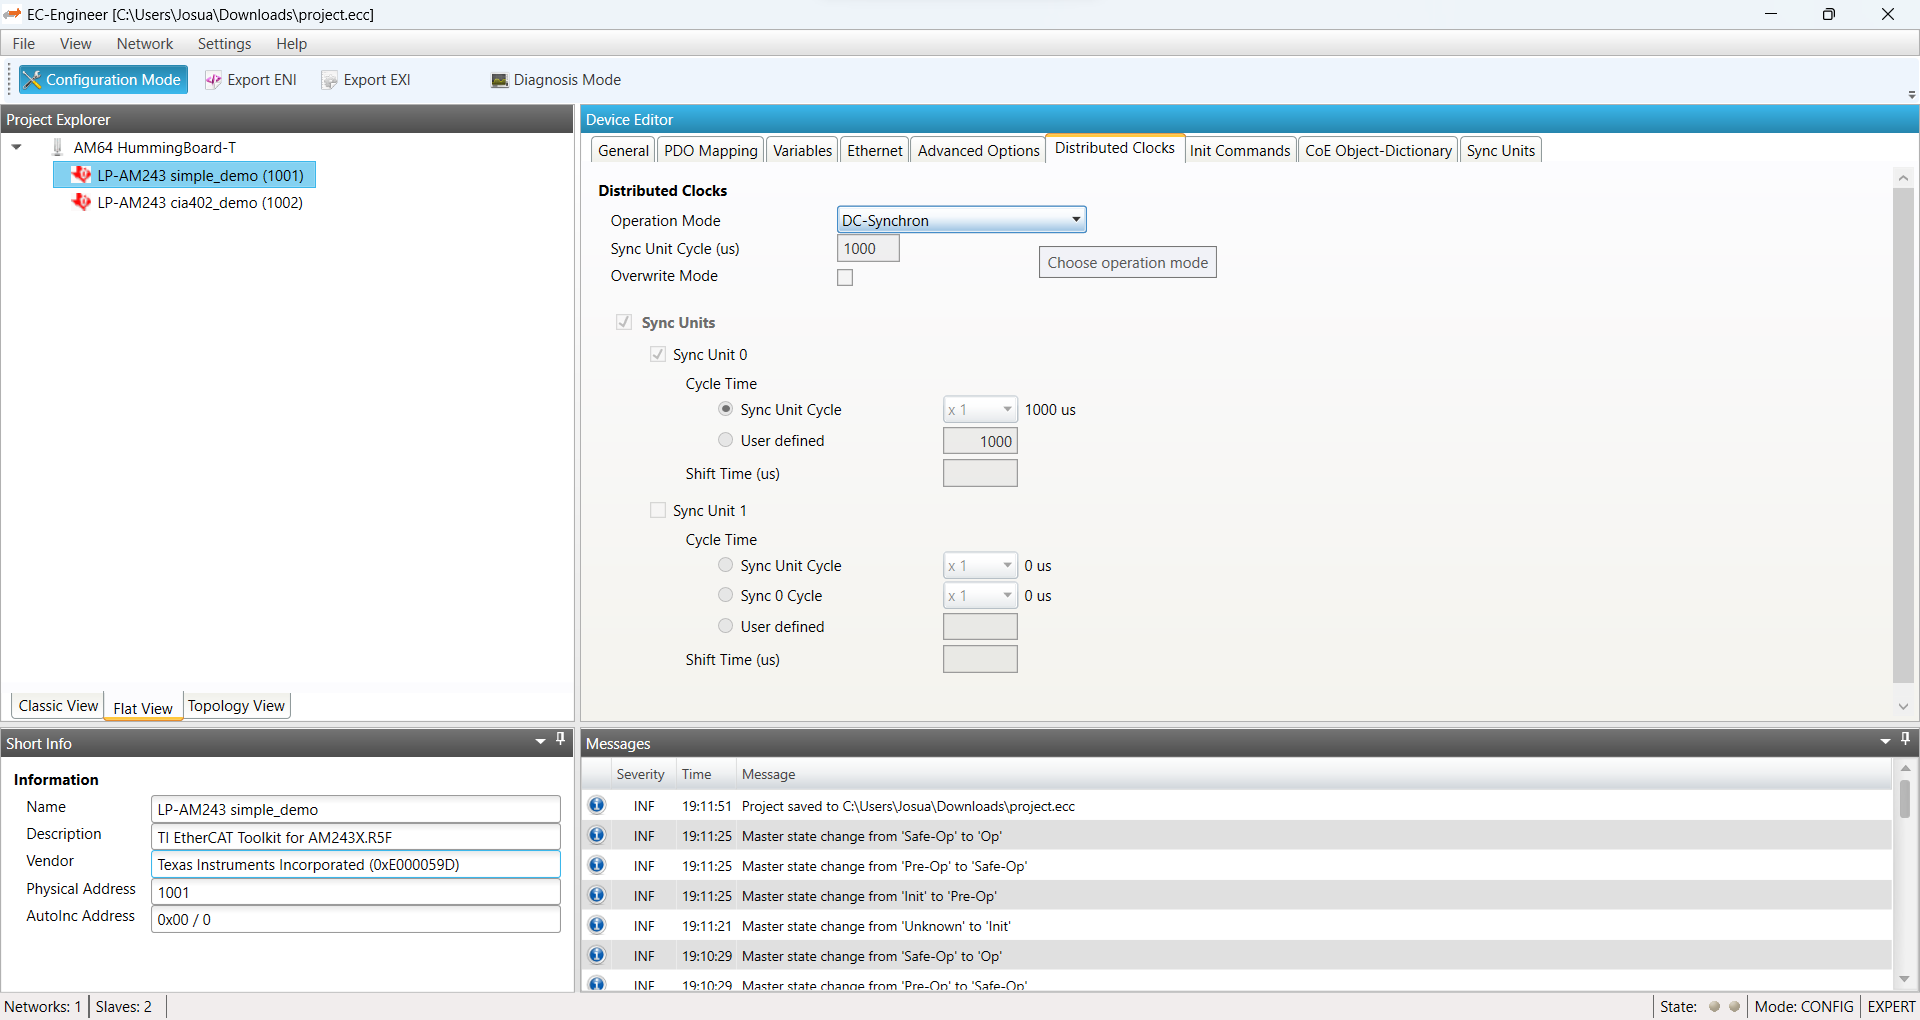 EC-Engineer [C:\Users\Josua\Downloads\project.ecc]
File View Network Settings Help
Configuration Mode Export ENI Export EXI Diagnosis Mode
Project Explorer
AM64 HummingBoard-T
LP-AM243 simple_demo (1001)
LP-AM243 cia402_demo (1002)
Classic View Flat View Topology View
Device Editor
General PDO Mapping Variables Ethernet Advanced Options Distributed Clocks Init Commands CoE Object-Dictionary Sync Units
Distributed Clocks
Operation Mode DC-Synchron
Sync Unit Cycle (us) 1000
Choose operation mode
Overwrite Mode
Sync Units
Sync Unit 0
Cycle Time
Sync Unit Cycle x 1 1000 us
User defined 1000
Shift Time (us)
Sync Unit 1
Cycle Time
Sync Unit Cycle x 1 0 us
Sync 0 Cycle x 1 0 us
User defined
Shift Time (us)
Short Info
Information
Name LP-AM243 simple_demo
Description TI EtherCAT Toolkit for AM243X.R5F
Vendor Texas Instruments Incorporated (0xE000059D)
Physical Address 1001
AutoInc Address 0x00 / 0
Messages
Severity Time Message
INF 19:11:51 Project saved to C:\Users\Josua\Downloads\project.ecc
INF 19:11:25 Master state change from 'Safe-Op' to 'Op'
INF 19:11:25 Master state change from 'Pre-Op' to 'Safe-Op'
INF 19:11:25 Master state change from 'Init' to 'Pre-Op'
INF 19:11:21 Master state change from 'Unknown' to 'Init'
INF 19:10:29 Master state change from 'Safe-Op' to 'Op'
INF 19:10:29 Master state change from 'Pre-Op' to 'Safe-Op'
Networks: 1 Slaves: 2
State: Mode: CONFIG EXPERT